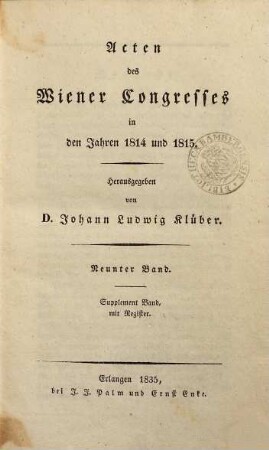 Acten
des
Wiener Congresses
in
den Jahren 1814 und 1815.
Herausgegeben
von
D. Johann Ludwig Klüber.
Neunter Band.
Supplement Band,
mit Register.
Erlangen 1835,
bei J. J. Palm und Ernst Enke.